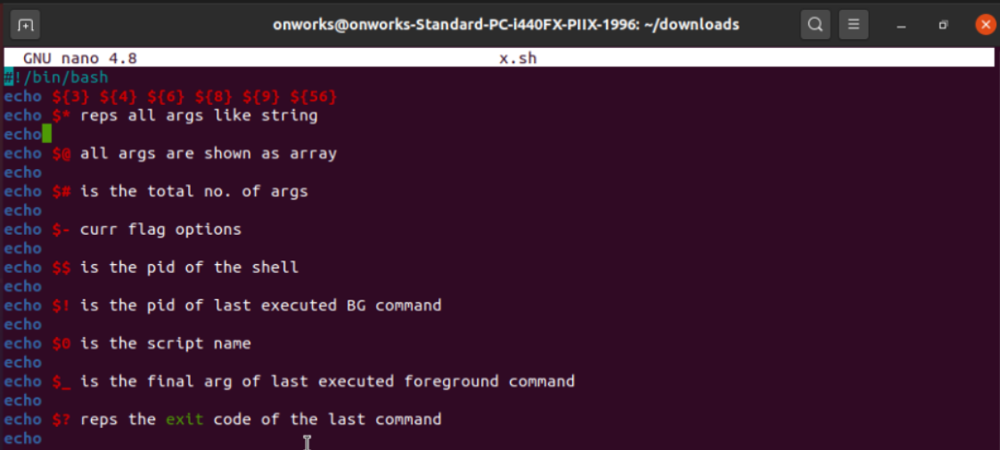 onworks@onworks-Standard-PC-i440FX-PIIX-1996: ~/downloads
GNU nano 4.8 x.sh
#!/bin/bash
echo ${3} ${4} ${6} ${8} ${9} ${56}
echo $* reps all args like string
echo
echo $@ all args are shown as array
echo
echo $# is the total no. of args
echo
echo $- curr flag options
echo
echo $$ is the pid of the shell
echo
echo $! is the pid of last executed BG command
echo
echo $0 is the script name
echo
echo $_ is the final arg of last executed foreground command
echo
echo $? reps the exit code of the last command
echo